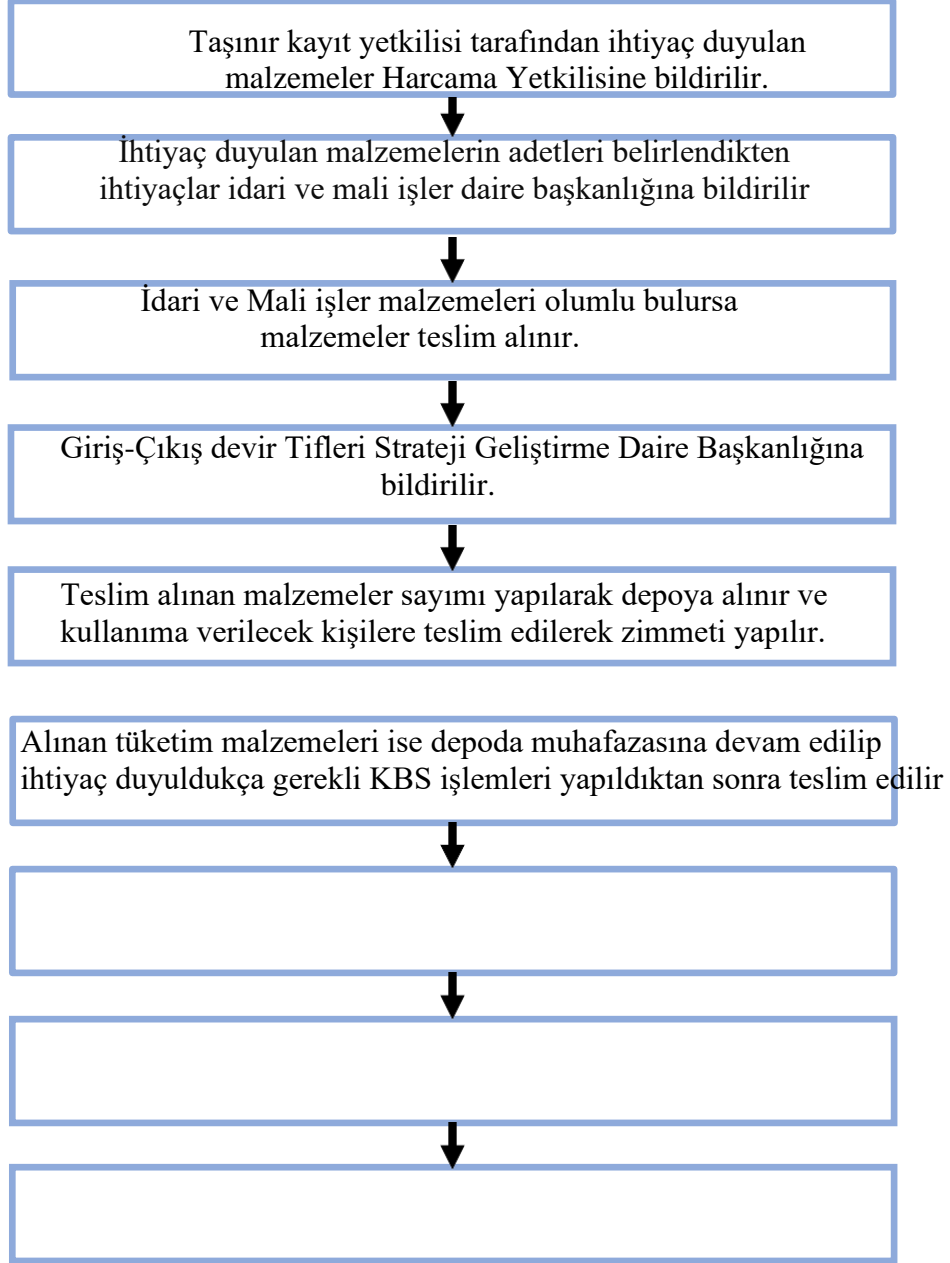 Taşınır kayıt yetkilisi tarafından ihtiyaç duyulan
malzemeler Harcama Yetkilisine bildirilir.
İhtiyaç duyulan malzemelerin adetleri belirlendikten
ihtiyaçlar idari ve mali işler daire başkanlığına bildirilir
İdari ve Mali işler malzemeleri olumlu bulursa
malzemeler teslim alınır.
Giriş-Çıkış devir Tifleri Strateji Geliştirme Daire Başkanlığına
bildirilir.
Teslim alınan malzemeler sayımı yapılarak depoya alınır ve
kullanıma verilecek kişilere teslim edilerek zimmeti yapılır.
Alınan tüketim malzemeleri ise depoda muhafazasına devam edilip
ihtiyaç duyuldukça gerekli KBS işlemleri yapıldıktan sonra teslim edilir